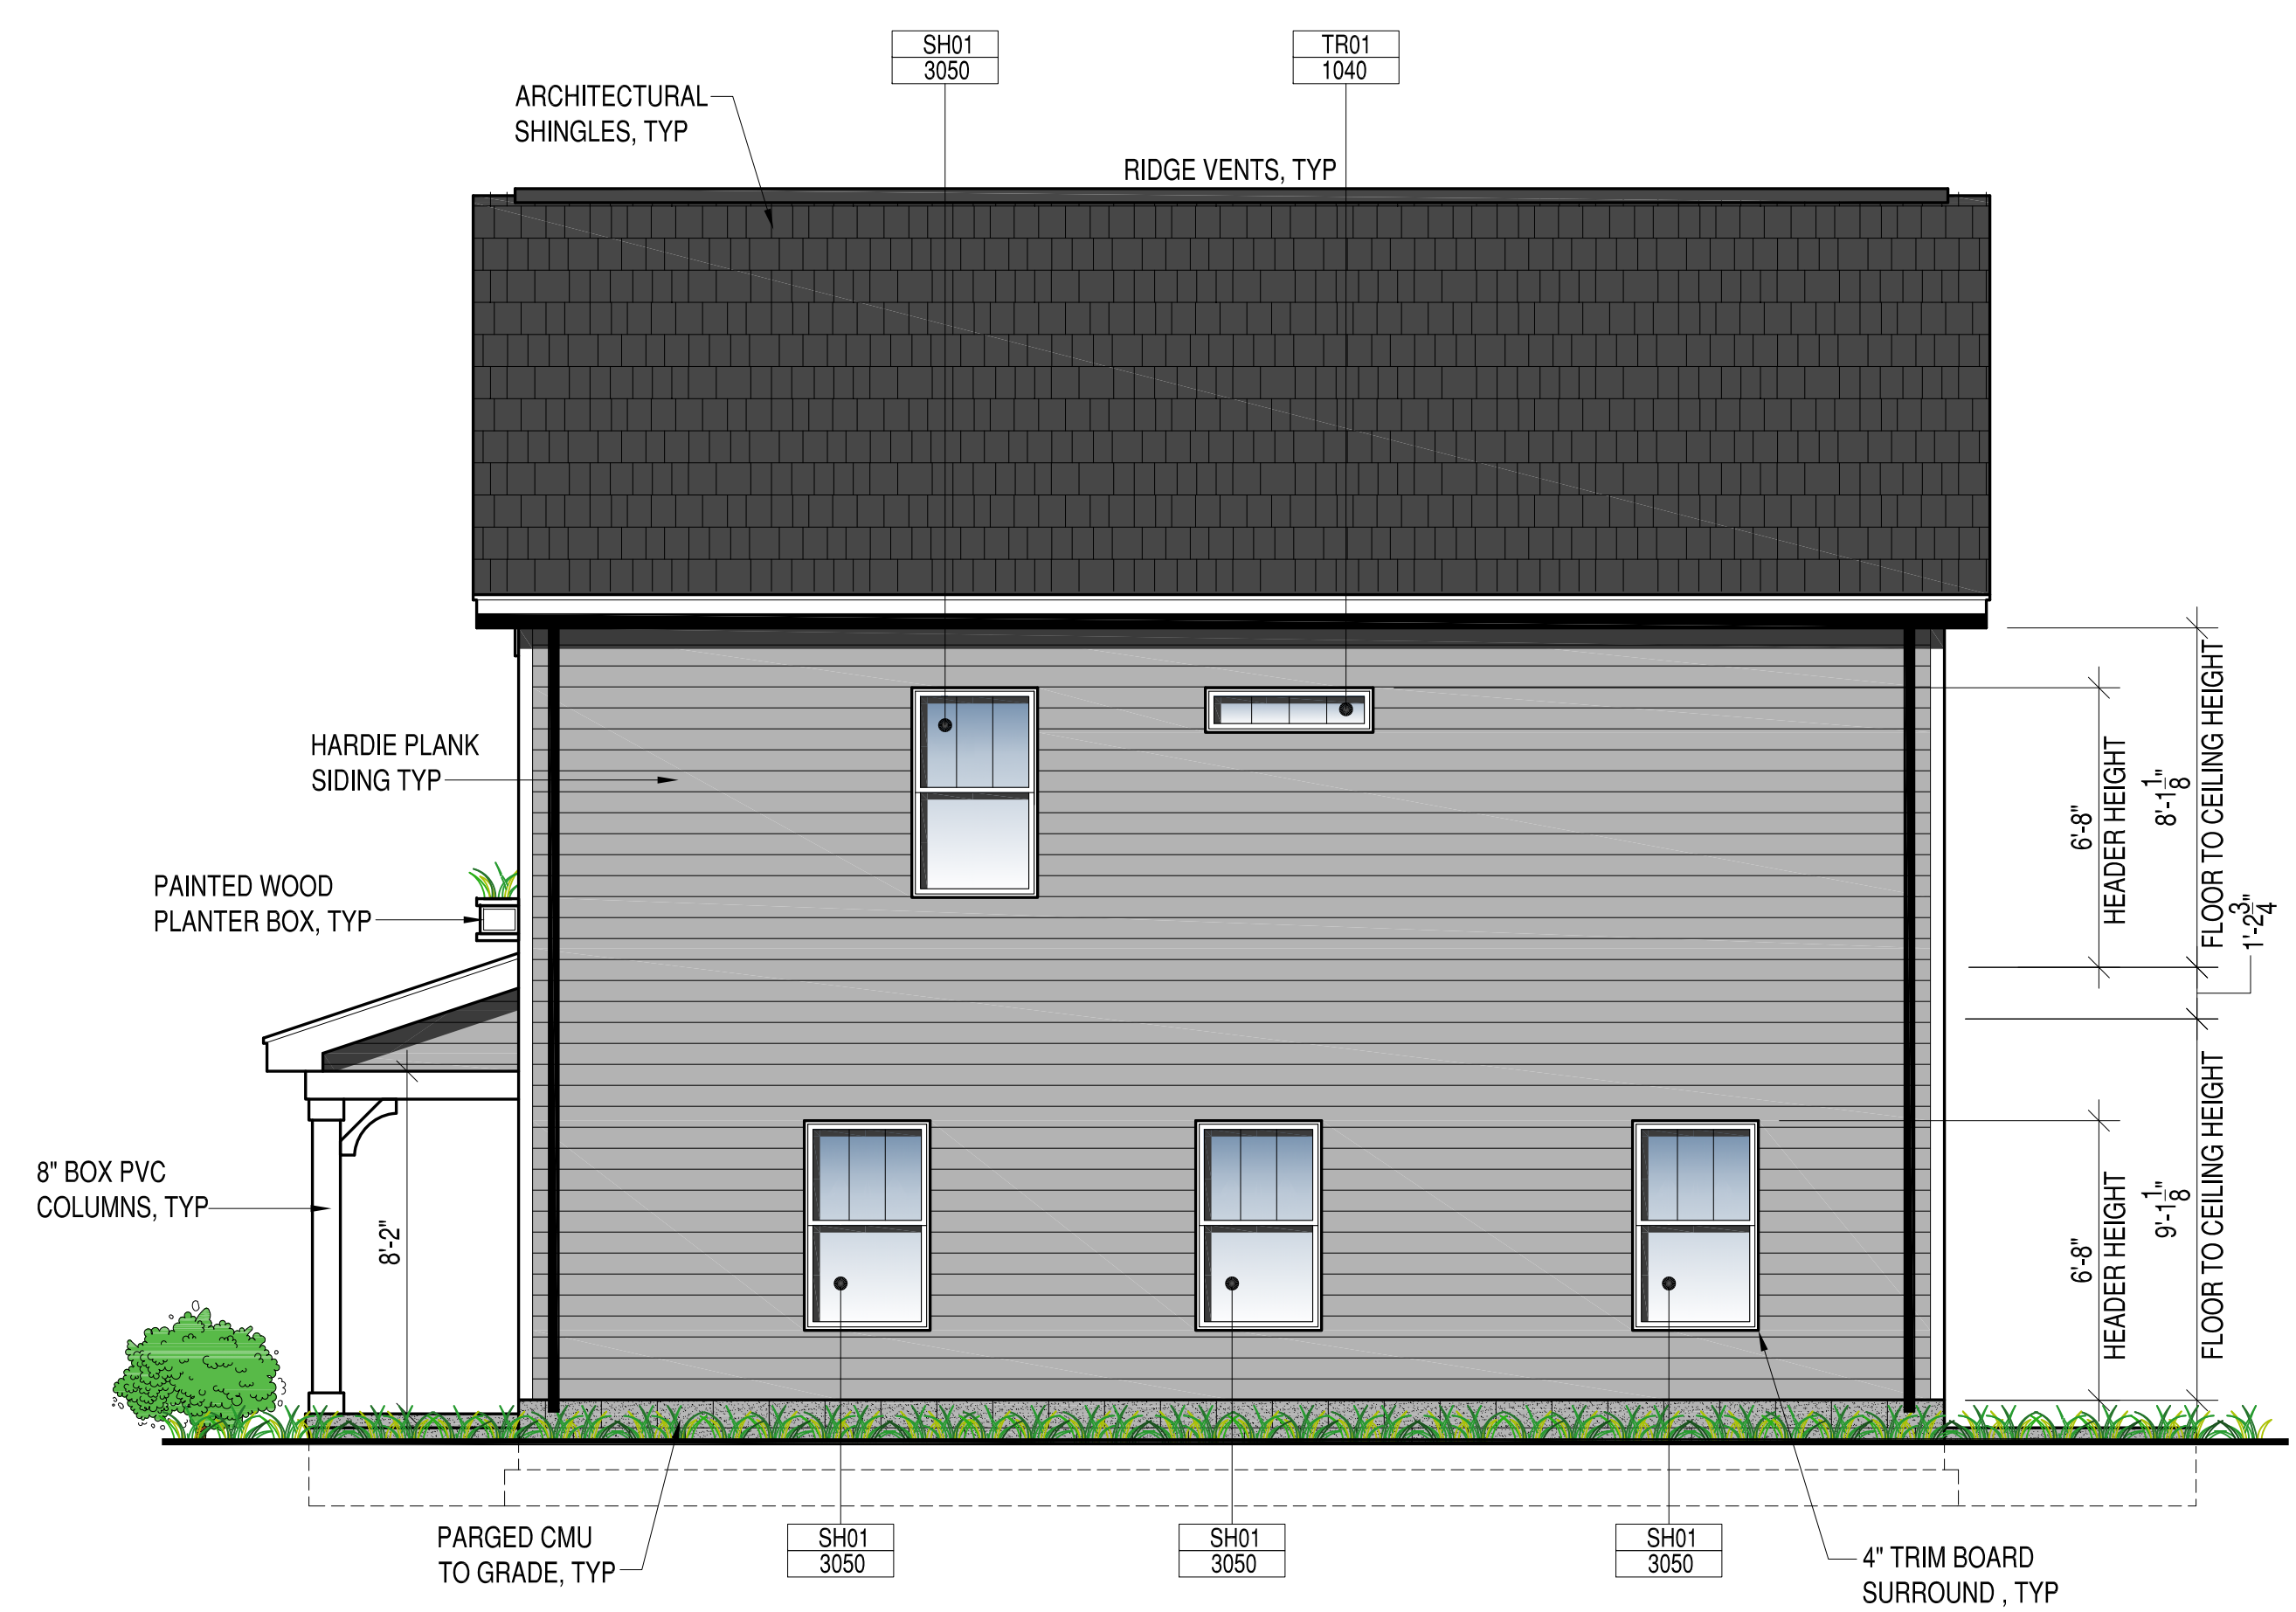 SH01
3050
TR01
1040
ARCHITECTURAL
SHINGLES, TYP
RIDGE VENTS, TYP
HARDIE PLANK
SIDING TYP
PAINTED WOOD
PLANTER BOX, TYP
8" BOX PVC
COLUMNS, TYP
8'-2"
6'-8"
HEADER HEIGHT
8'-1 1/8"
FLOOR TO CEILING HEIGHT
1'-2 3/4"
6'-8"
HEADER HEIGHT
9'-1 1/8"
FLOOR TO CEILING HEIGHT
PARGED CMU
TO GRADE, TYP
SH01
3050
SH01
3050
SH01
3050
4" TRIM BOARD
SURROUND , TYP